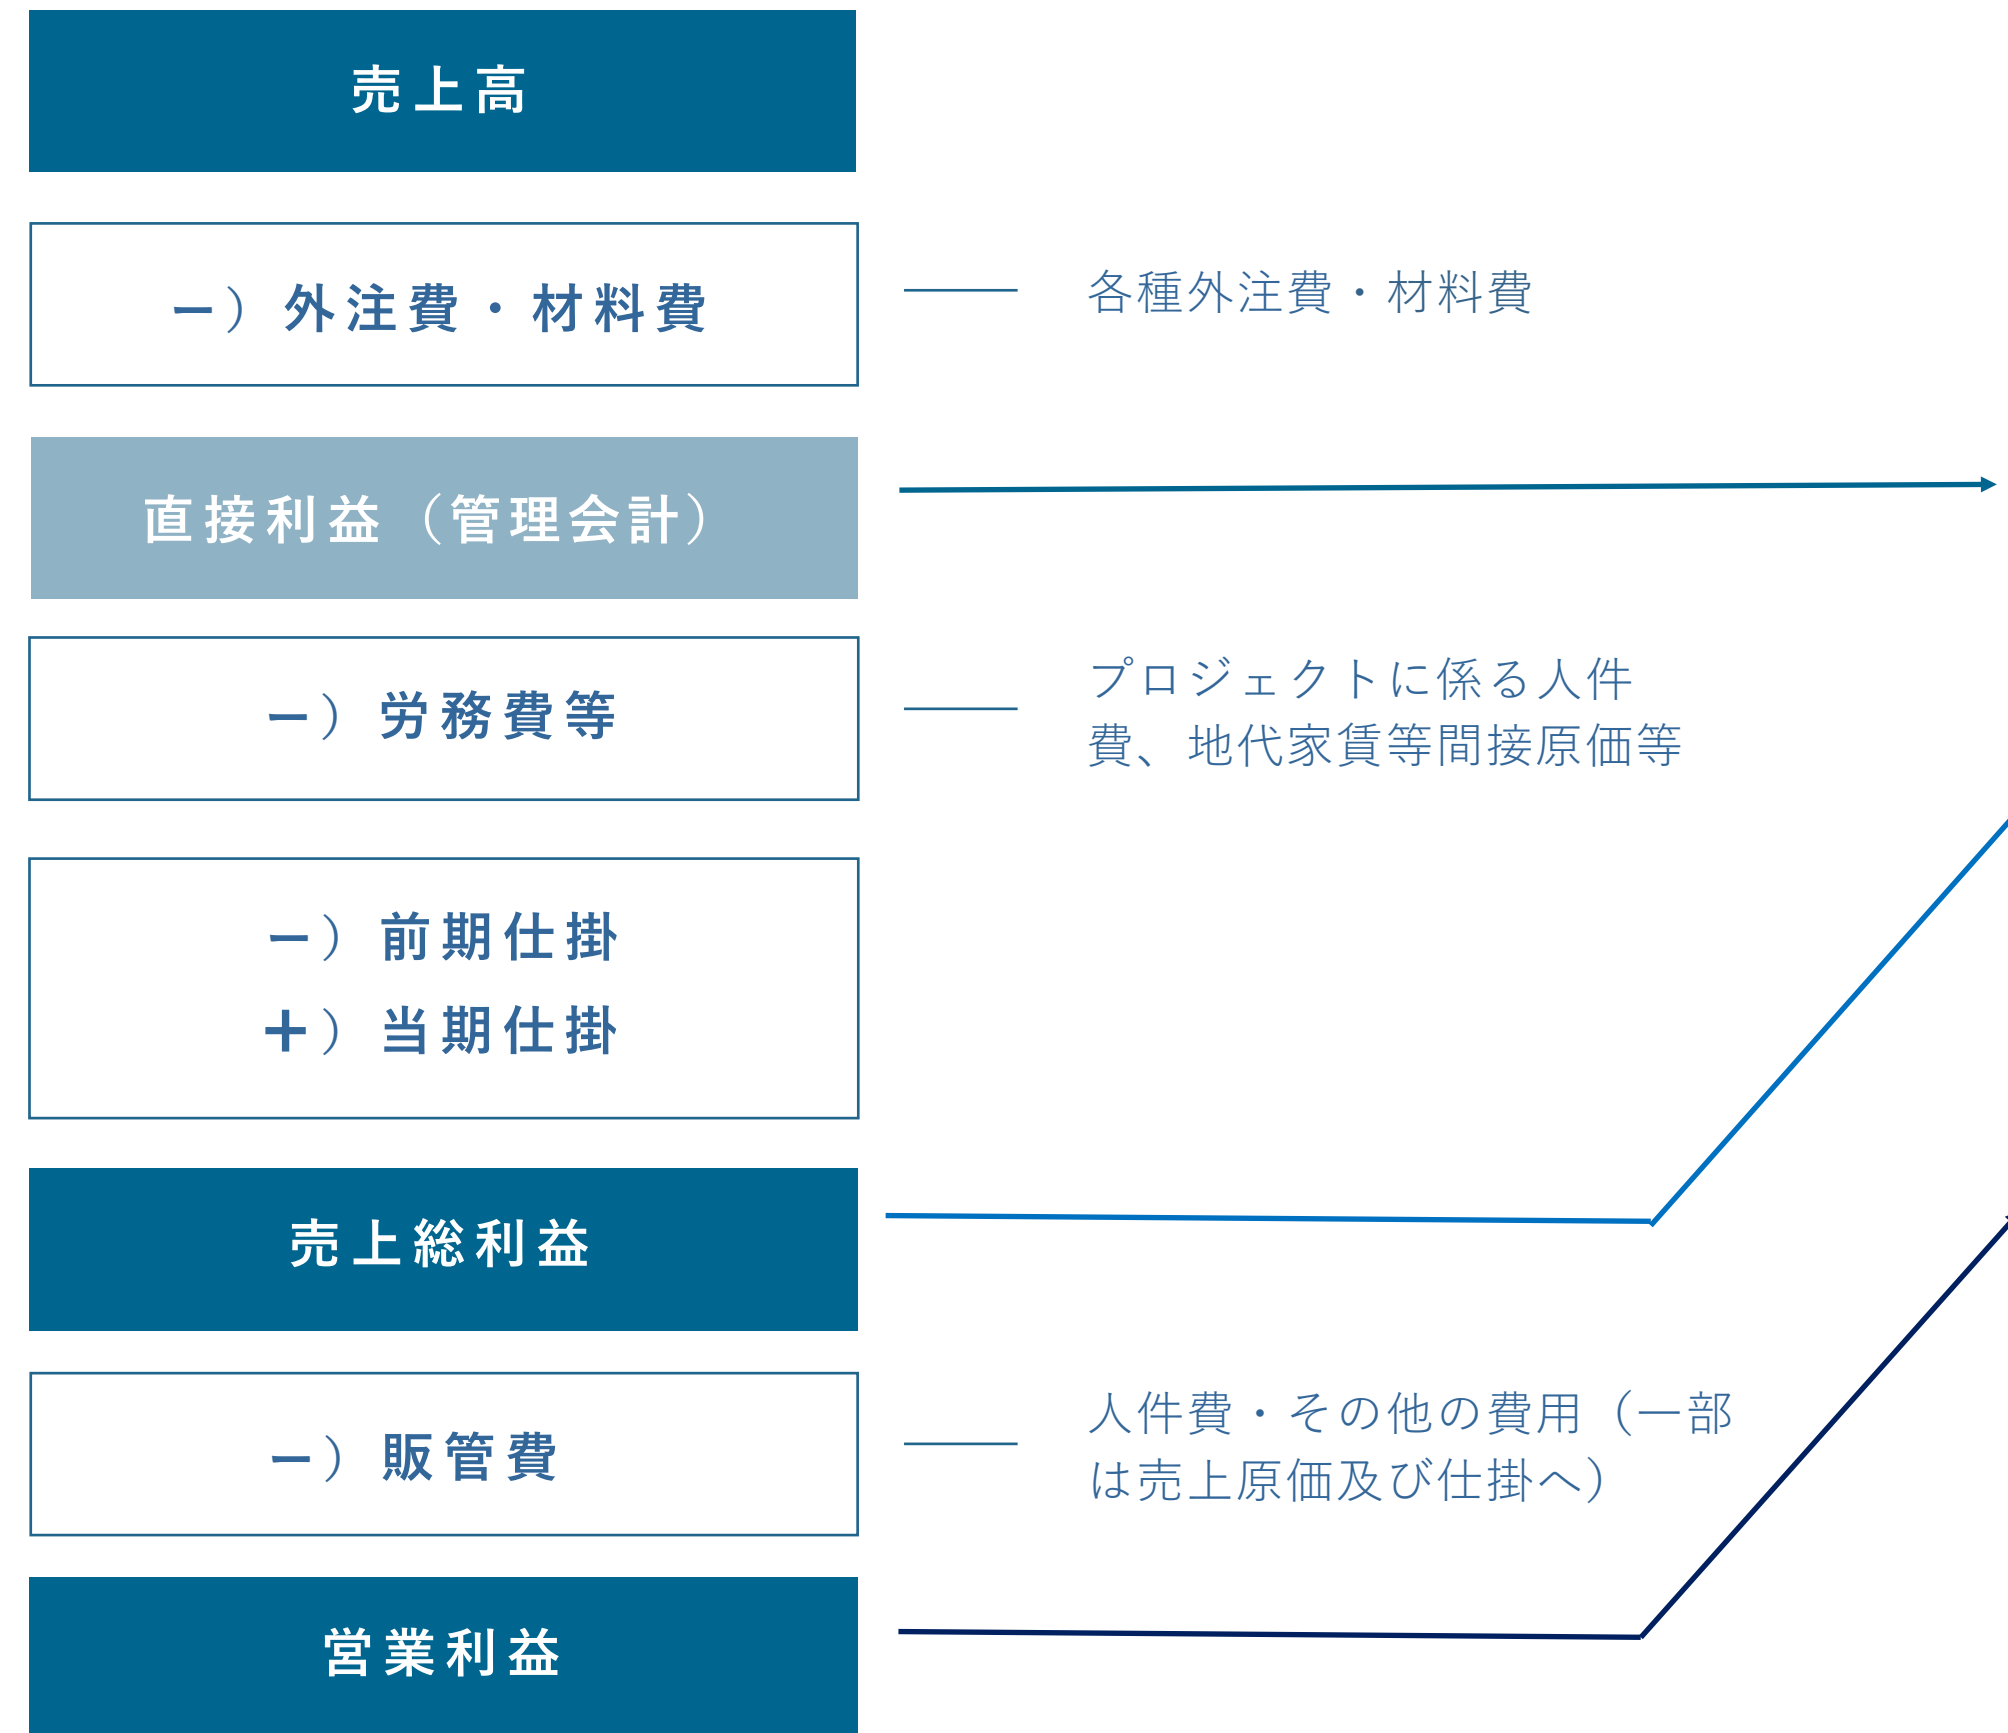 売上高
ー）外注費・材料費
各種外注費・材料費
直接利益（管理会計）
ー）労務費等
プロジェクトに係る人件
費、地代家賃等間接原価等
ー）前期仕掛
＋）当期仕掛
売上総利益
ー）販管費
人件費・その他の費用（一部
は売上原価及び仕掛へ）
営業利益